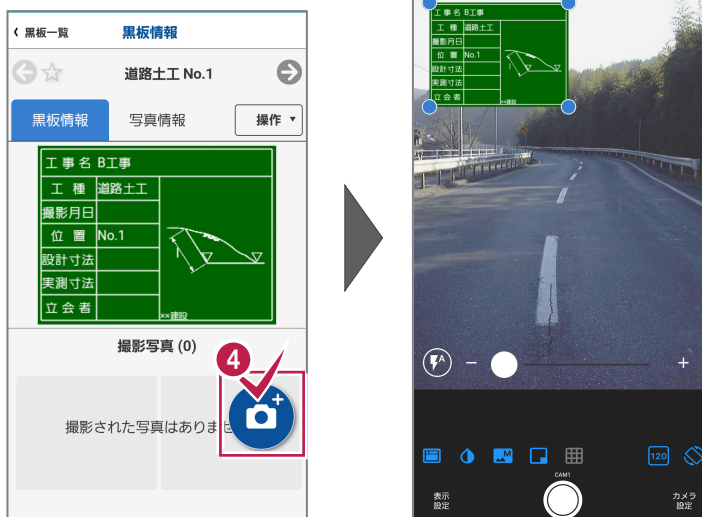 黒板一覧
黒板情報
道路土工 No.1
黒板情報
写真情報
操作
工事名 B工事
工種 道路土工
撮影月日
位置 No.1
設計寸法
実測寸法
立会者
××建設
撮影写真 (0)
4
撮影された写真はありませ
工事名 B工事
工種 道路土工
撮影月日
位置 No.1
設計寸法
実測寸法
立会者
××建設
A
M
120
CAM1
表示
設定
カメラ
設定